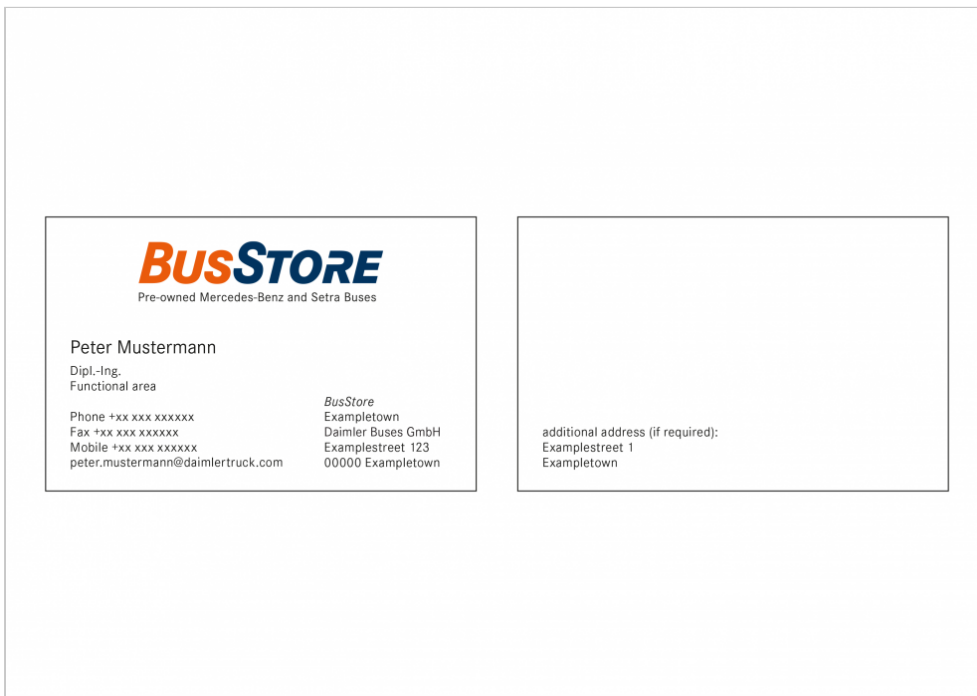 BUSSTORE
Pre-owned Mercedes-Benz and Setra Buses
Peter Mustermann
Dipl.-Ing.
Functional area
Phone +xx xxx xxxxxx
Fax +xx xxx xxxxxx
Mobile +xx xxx xxxxxx
peter.mustermann@daimlertruck.com
BusStore
Exampletown
Daimler Buses GmbH
Examplestreet 123
00000 Exampletown
additional address (if required):
Examplestreet 1
Exampletown